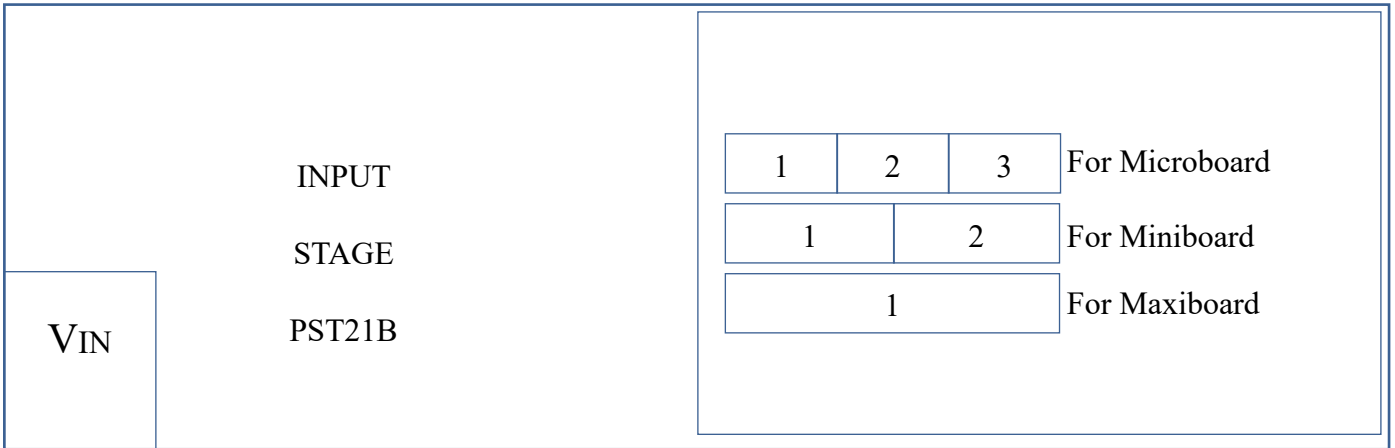 INPUT
STAGE
PST21B
VIN
1 2 3 For Microboard
1 2 For Miniboard
1 For Maxiboard